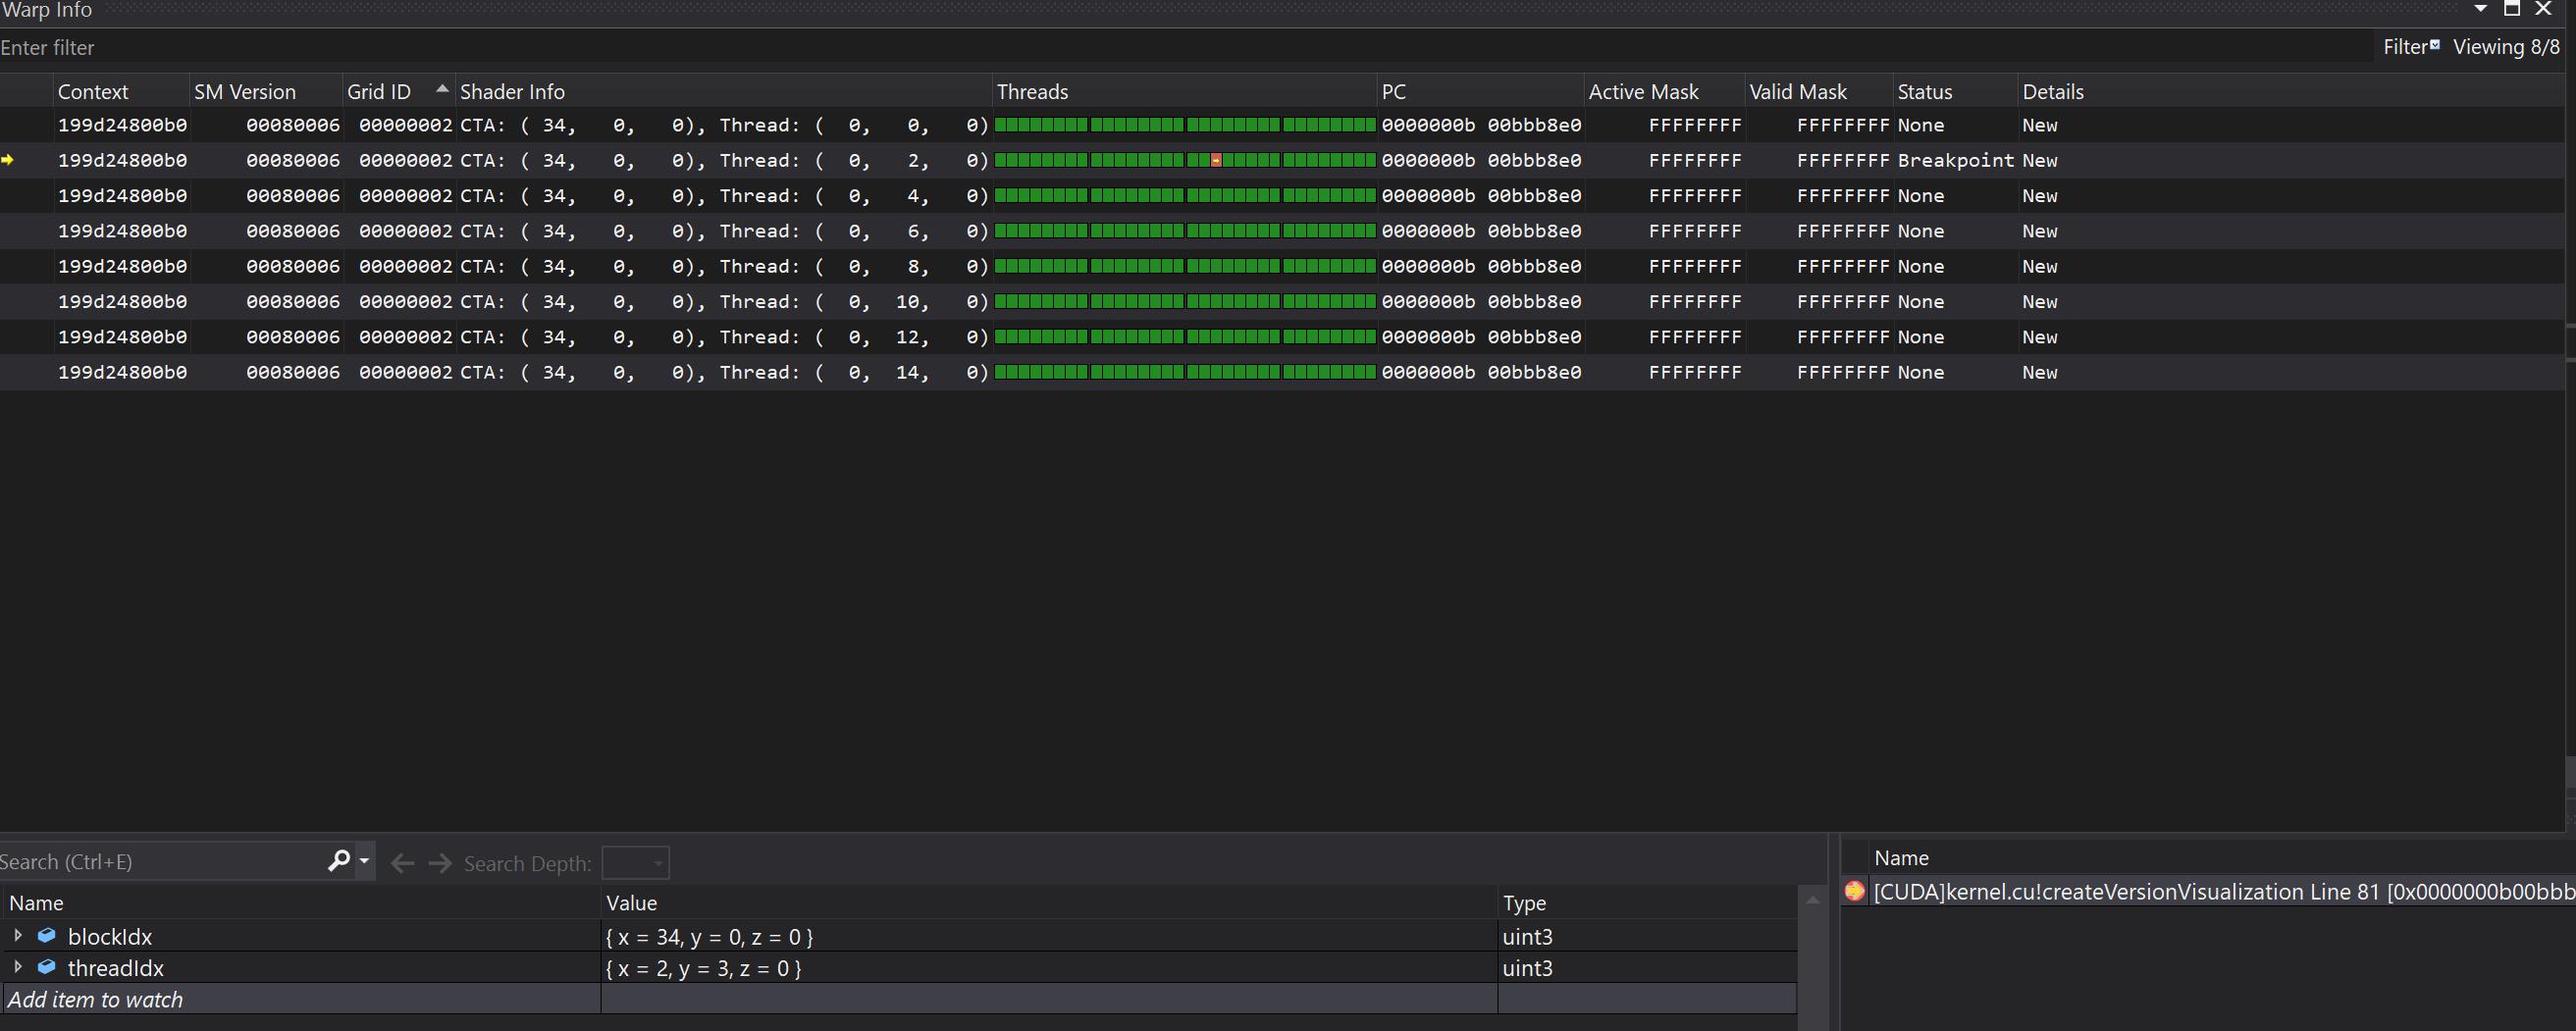 Warp Info
Enter filter Filter Viewing 8/8
Context SM Version Grid ID Shader Info Threads PC Active Mask Valid Mask Status Details
199d24800b0 00080006 00000002 CTA: ( 34, 0, 0), Thread: ( 0, 0, 0) 0000000b 00bbb8e0 FFFFFFFF FFFFFFFF None New
199d24800b0 00080006 00000002 CTA: ( 34, 0, 0), Thread: ( 0, 2, 0) 0000000b 00bbb8e0 FFFFFFFF FFFFFFFF Breakpoint New
199d24800b0 00080006 00000002 CTA: ( 34, 0, 0), Thread: ( 0, 4, 0) 0000000b 00bbb8e0 FFFFFFFF FFFFFFFF None New
199d24800b0 00080006 00000002 CTA: ( 34, 0, 0), Thread: ( 0, 6, 0) 0000000b 00bbb8e0 FFFFFFFF FFFFFFFF None New
199d24800b0 00080006 00000002 CTA: ( 34, 0, 0), Thread: ( 0, 8, 0) 0000000b 00bbb8e0 FFFFFFFF FFFFFFFF None New
199d24800b0 00080006 00000002 CTA: ( 34, 0, 0), Thread: ( 0, 10, 0) 0000000b 00bbb8e0 FFFFFFFF FFFFFFFF None New
199d24800b0 00080006 00000002 CTA: ( 34, 0, 0), Thread: ( 0, 12, 0) 0000000b 00bbb8e0 FFFFFFFF FFFFFFFF None New
199d24800b0 00080006 00000002 CTA: ( 34, 0, 0), Thread: ( 0, 14, 0) 0000000b 00bbb8e0 FFFFFFFF FFFFFFFF None New
Search (Ctrl+E) Search Depth:
Name Value Type
blockIdx { x = 34, y = 0, z = 0 } uint3
threadIdx { x = 2, y = 3, z = 0 } uint3
Add item to watch
Name
[CUDA]kernel.cu!createVersionVisualization Line 81 [0x0000000b00bbb